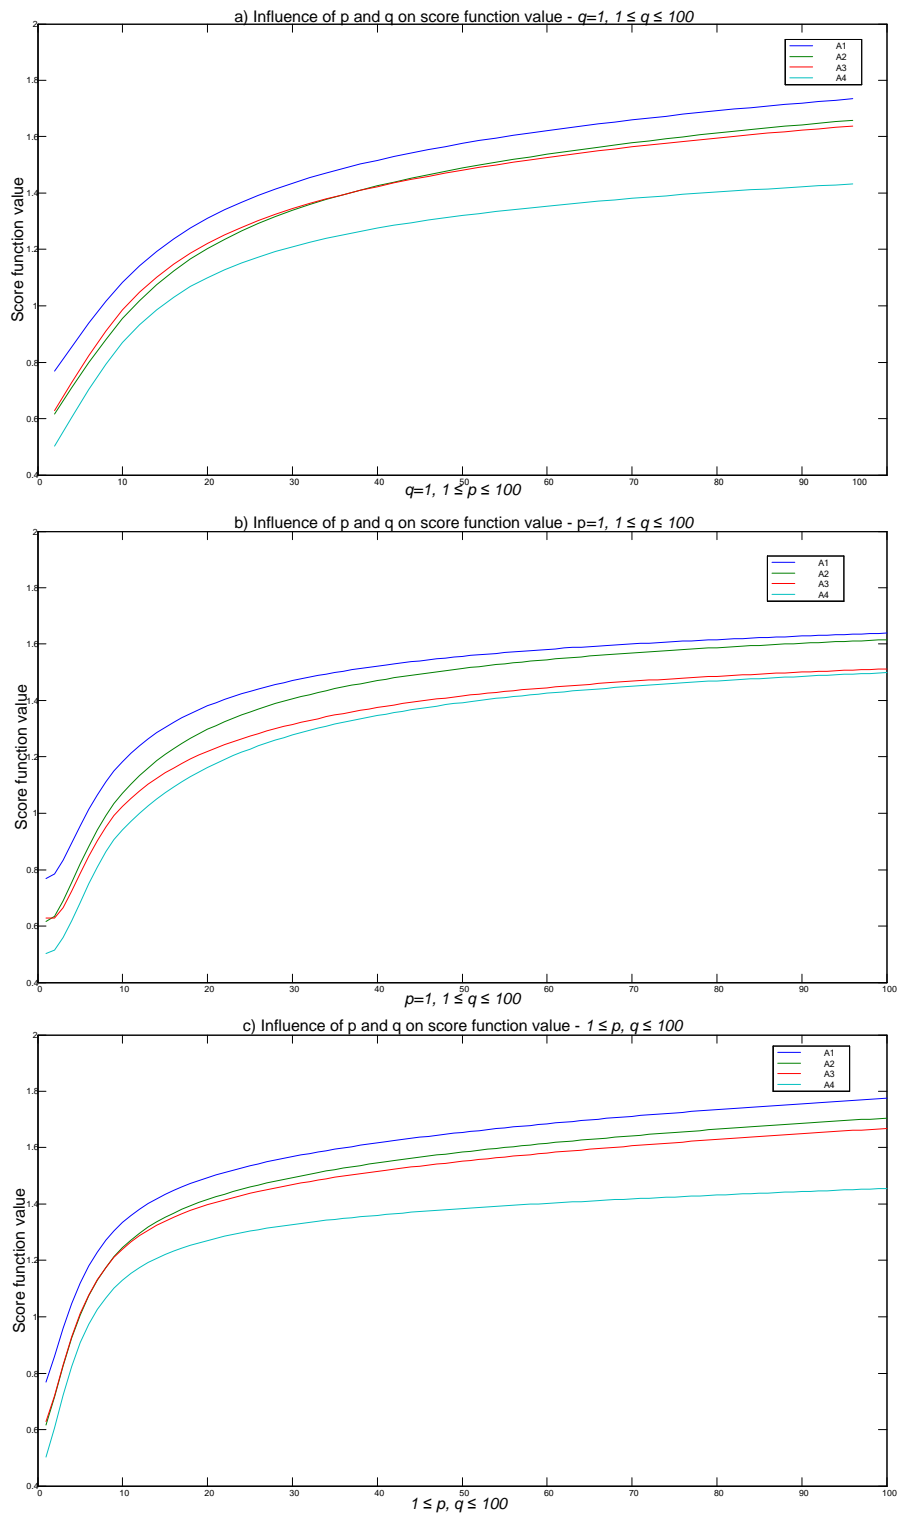 a) Influence of p and q on score function value - q=1, 1 ≤ q ≤ 100
2
1.8
1.6
1.4
1.2
1
0.8
0.6
0.4
Score function value
A1
A2
A3
A4
0 10 20 30 40 50 60 70 80 90 100
q=1, 1 ≤ p ≤ 100
b) Influence of p and q on score function value - p=1, 1 ≤ q ≤ 100
2
1.8
1.6
1.4
1.2
1
0.8
0.6
0.4
Score function value
A1
A2
A3
A4
0 10 20 30 40 50 60 70 80 90 100
p=1, 1 ≤ q ≤ 100
c) Influence of p and q on score function value - 1 ≤ p, q ≤ 100
2
1.8
1.6
1.4
1.2
1
0.8
0.6
0.4
Score function value
A1
A2
A3
A4
0 10 20 30 40 50 60 70 80 90 100
1 ≤ p, q ≤ 100